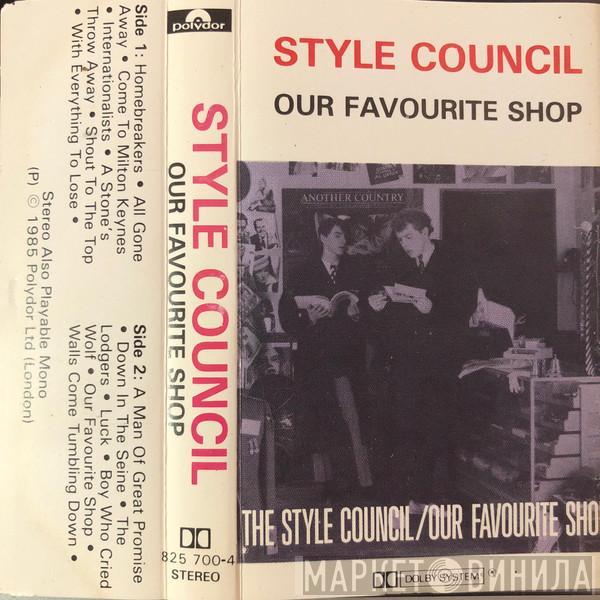 Side 1: Homebreakers • All Gone
Away • Come To Milton Keynes
• Internationalists • A Stone's
Throw Away • Shout To The Top
• With Everything To Lose •
Side 2: A Man Of Great Promise
• Down In The Seine • The
Lodgers • Luck • Boy Who Cried
Wolf • Our Favourite Shop •
Walls Come Tumbling Down •
Stereo Also Playable Mono
(P) © 1985 Polydor Ltd (London)
polydor
STYLE COUNCIL
OUR FAVOURITE SHOP
825 700-4
STEREO
STYLE COUNCIL
OUR FAVOURITE SHOP
ANOTHER COUNTRY
THE STYLE COUNCIL/OUR FAVOURITE SHO
DOLBY SYSTEM
МАРКЕТ ВИНИЛА